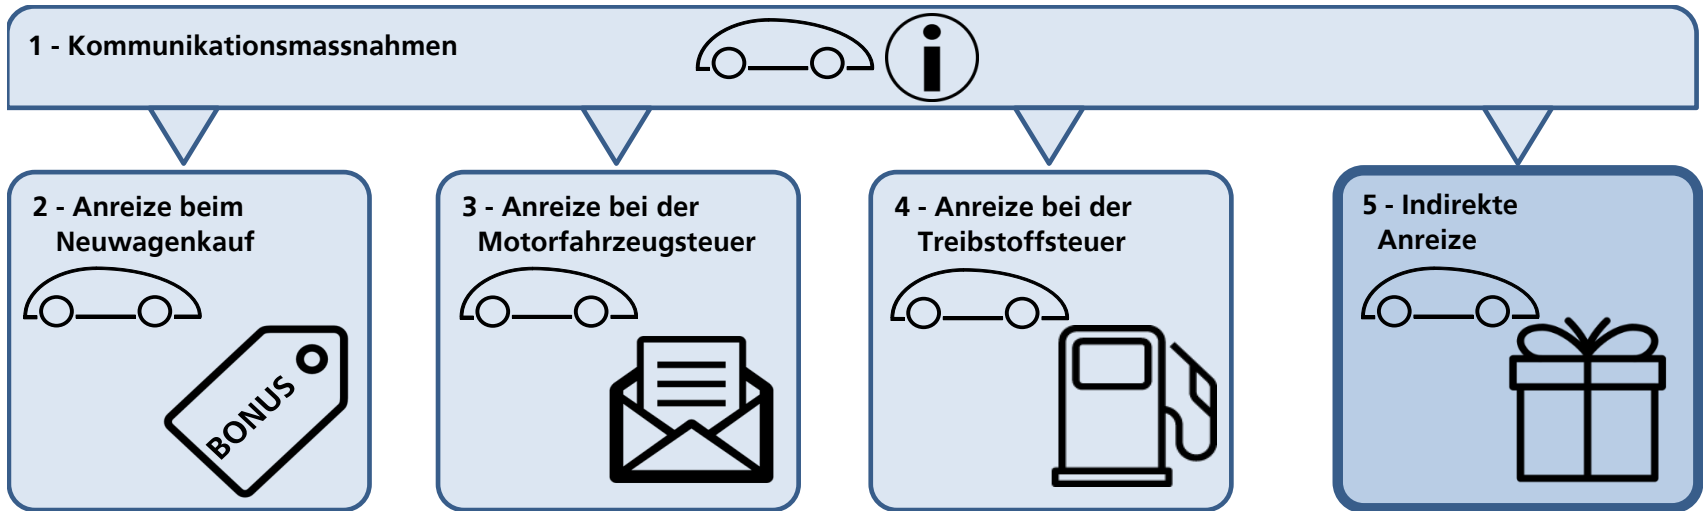 1 - Kommunikationsmassnahmen
2 - Anreize beim
Neuwagenkauf
BONUS
3 - Anreize bei der
Motorfahrzeugsteuer
4 - Anreize bei der
Treibstoffsteuer
5 - Indirekte
Anreize